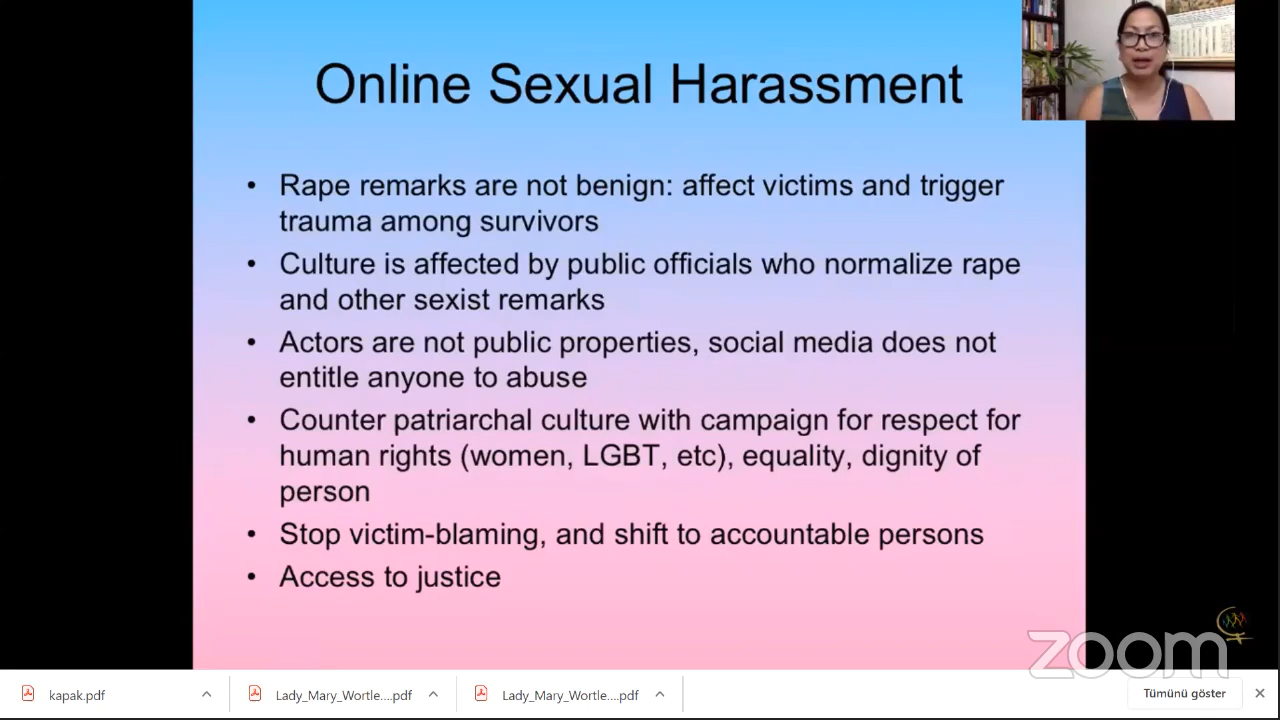 Online Sexual Harassment
• Rape remarks are not benign: affect victims and trigger
trauma among survivors
• Culture is affected by public officials who normalize rape
and other sexist remarks
• Actors are not public properties, social media does not
entitle anyone to abuse
• Counter patriarchal culture with campaign for respect for
human rights (women, LGBT, etc), equality, dignity of
person
• Stop victim-blaming, and shift to accountable persons
• Access to justice
zoom
kapak.pdf
Lady_Mary_Wortle....pdf
Lady_Mary_Wortle....pdf
Tümünü göster